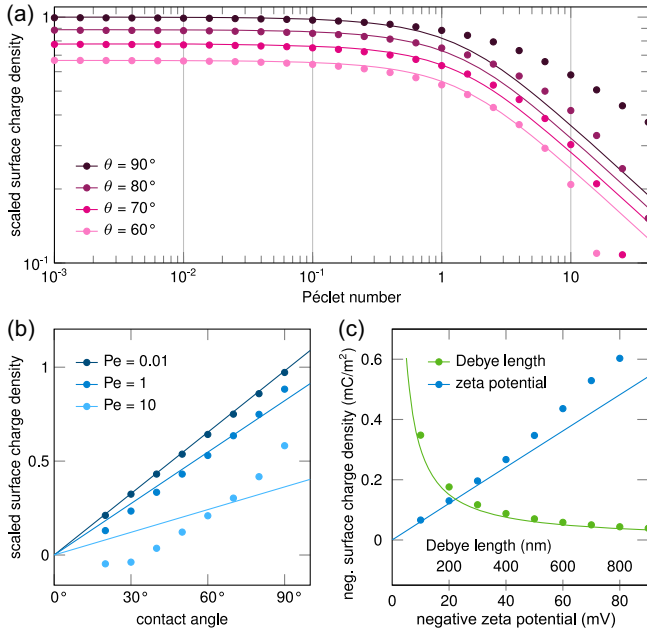 (a)
scaled surface charge density
1
10⁻¹
θ = 90°
θ = 80°
θ = 70°
θ = 60°
10⁻³ 10⁻² 10⁻¹ 1 10
Péclet number
(b)
scaled surface charge density
1
0.5
0
Pe = 0.01
Pe = 1
Pe = 10
0° 30° 60° 90°
contact angle
(c)
neg. surface charge density (mC/m²)
0.6
0.4
0.2
0
Debye length
zeta potential
Debye length (nm)
200 400 600 800
0 20 40 60 80
negative zeta potential (mV)